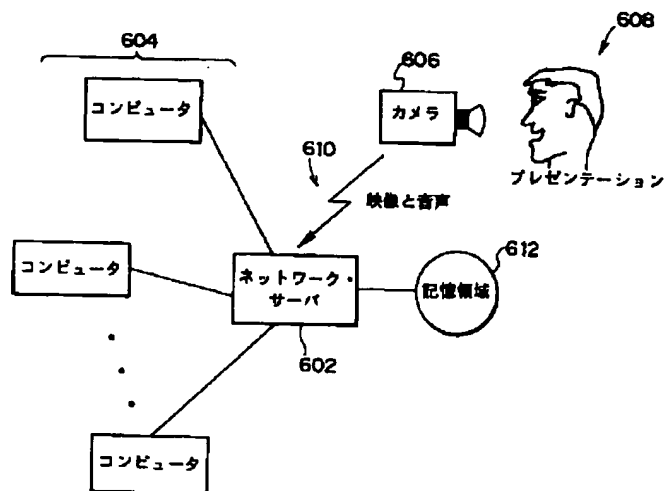 604
コンピュータ
606
カメラ
608
プレゼンテーション
610
映像と音声
コンピュータ
ネットワーク・
サーバ
602
記憶領域
612
コンピュータ